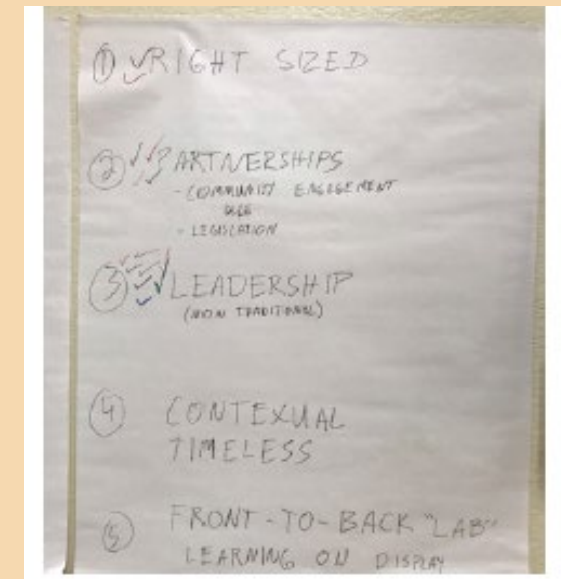 ① RIGHT SIZED
② PARTNERSHIPS
- COMMUNITY ENGAGEMENT
- LEGISLATION
③ LEADERSHIP
(NON TRADITIONAL)
④ CONTEXUAL
TIMELESS
⑤ FRONT-TO-BACK "LAB"
LEARNING ON DISPLAY